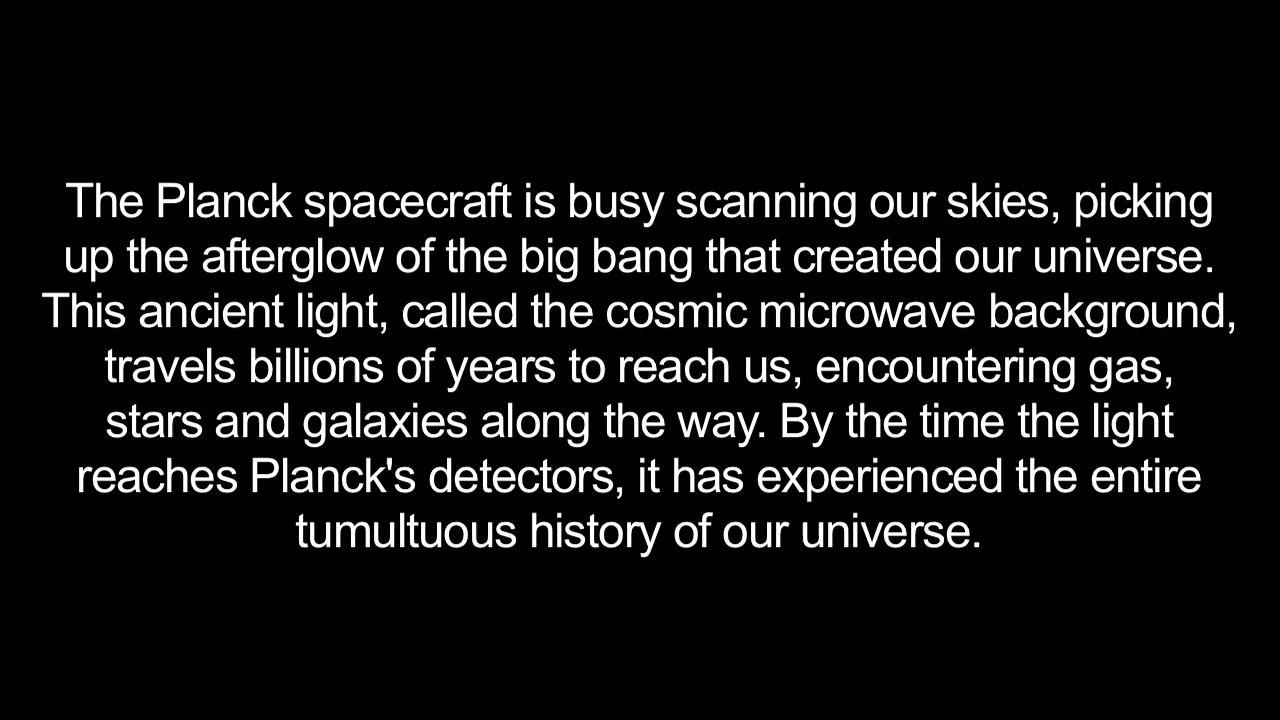 The Planck spacecraft is busy scanning our skies, picking
up the afterglow of the big bang that created our universe.
This ancient light, called the cosmic microwave background,
travels billions of years to reach us, encountering gas,
stars and galaxies along the way. By the time the light
reaches Planck's detectors, it has experienced the entire
tumultuous history of our universe.